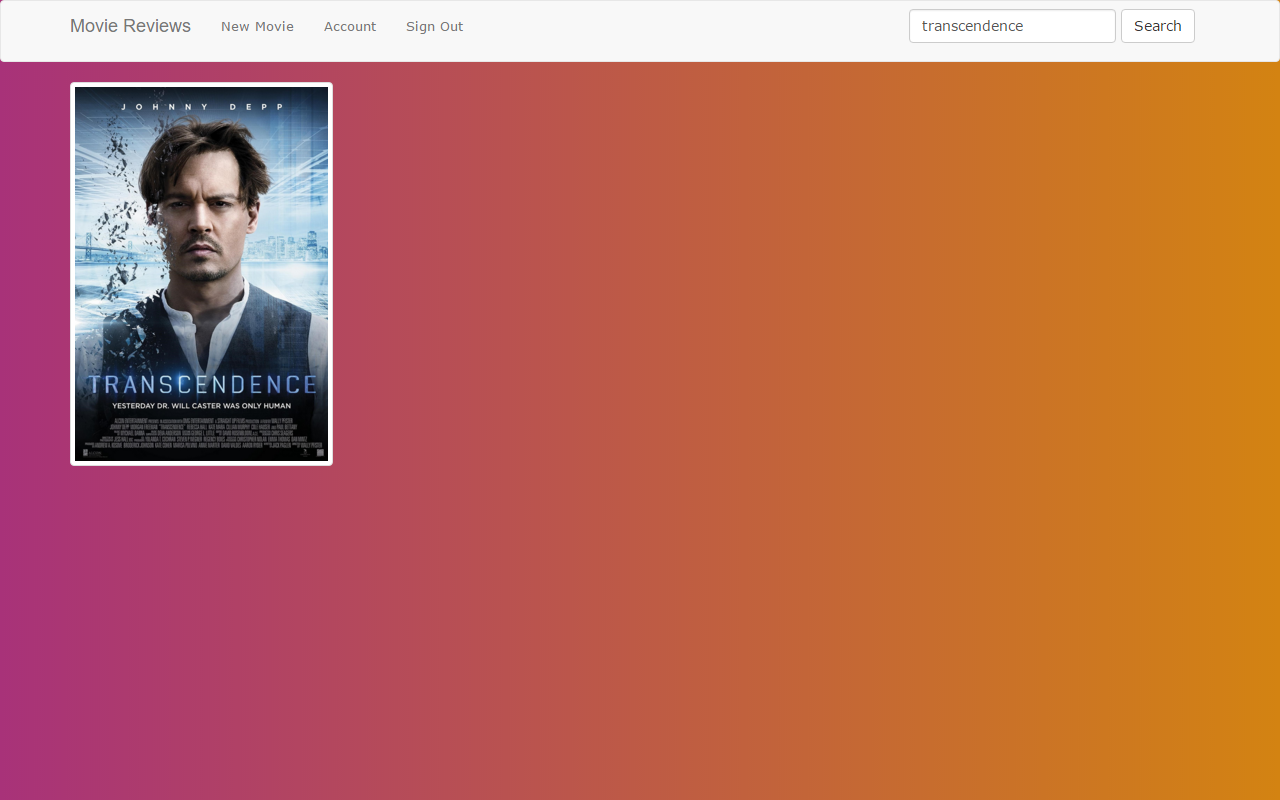 Movie Reviews New Movie Account Sign Out transcendence Search
JOHNNY DEPP
TRANSCENDENCE
YESTERDAY DR. WILL CASTER WAS ONLY HUMAN